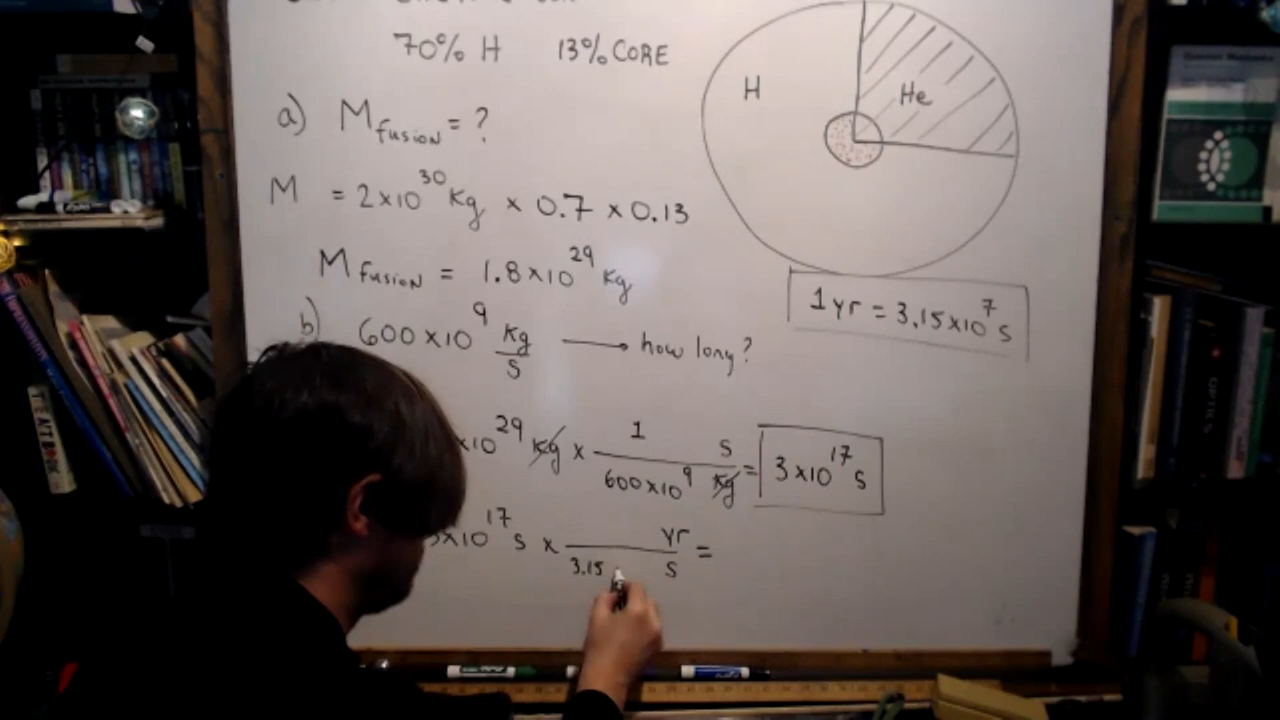 70% H 13% CORE
a) M fusion = ?
M = 2×10^30 Kg × 0.7 × 0.13
M fusion = 1.8×10^29 Kg
b) 600×10^9 Kg/s → how long?
×10^29 Kg × 1 s / 600×10^9 Kg = 3×10^17 s
3×10^17 s × yr / 3.15 s =
H
He
1 yr = 3.15×10^7 s
OPTICS